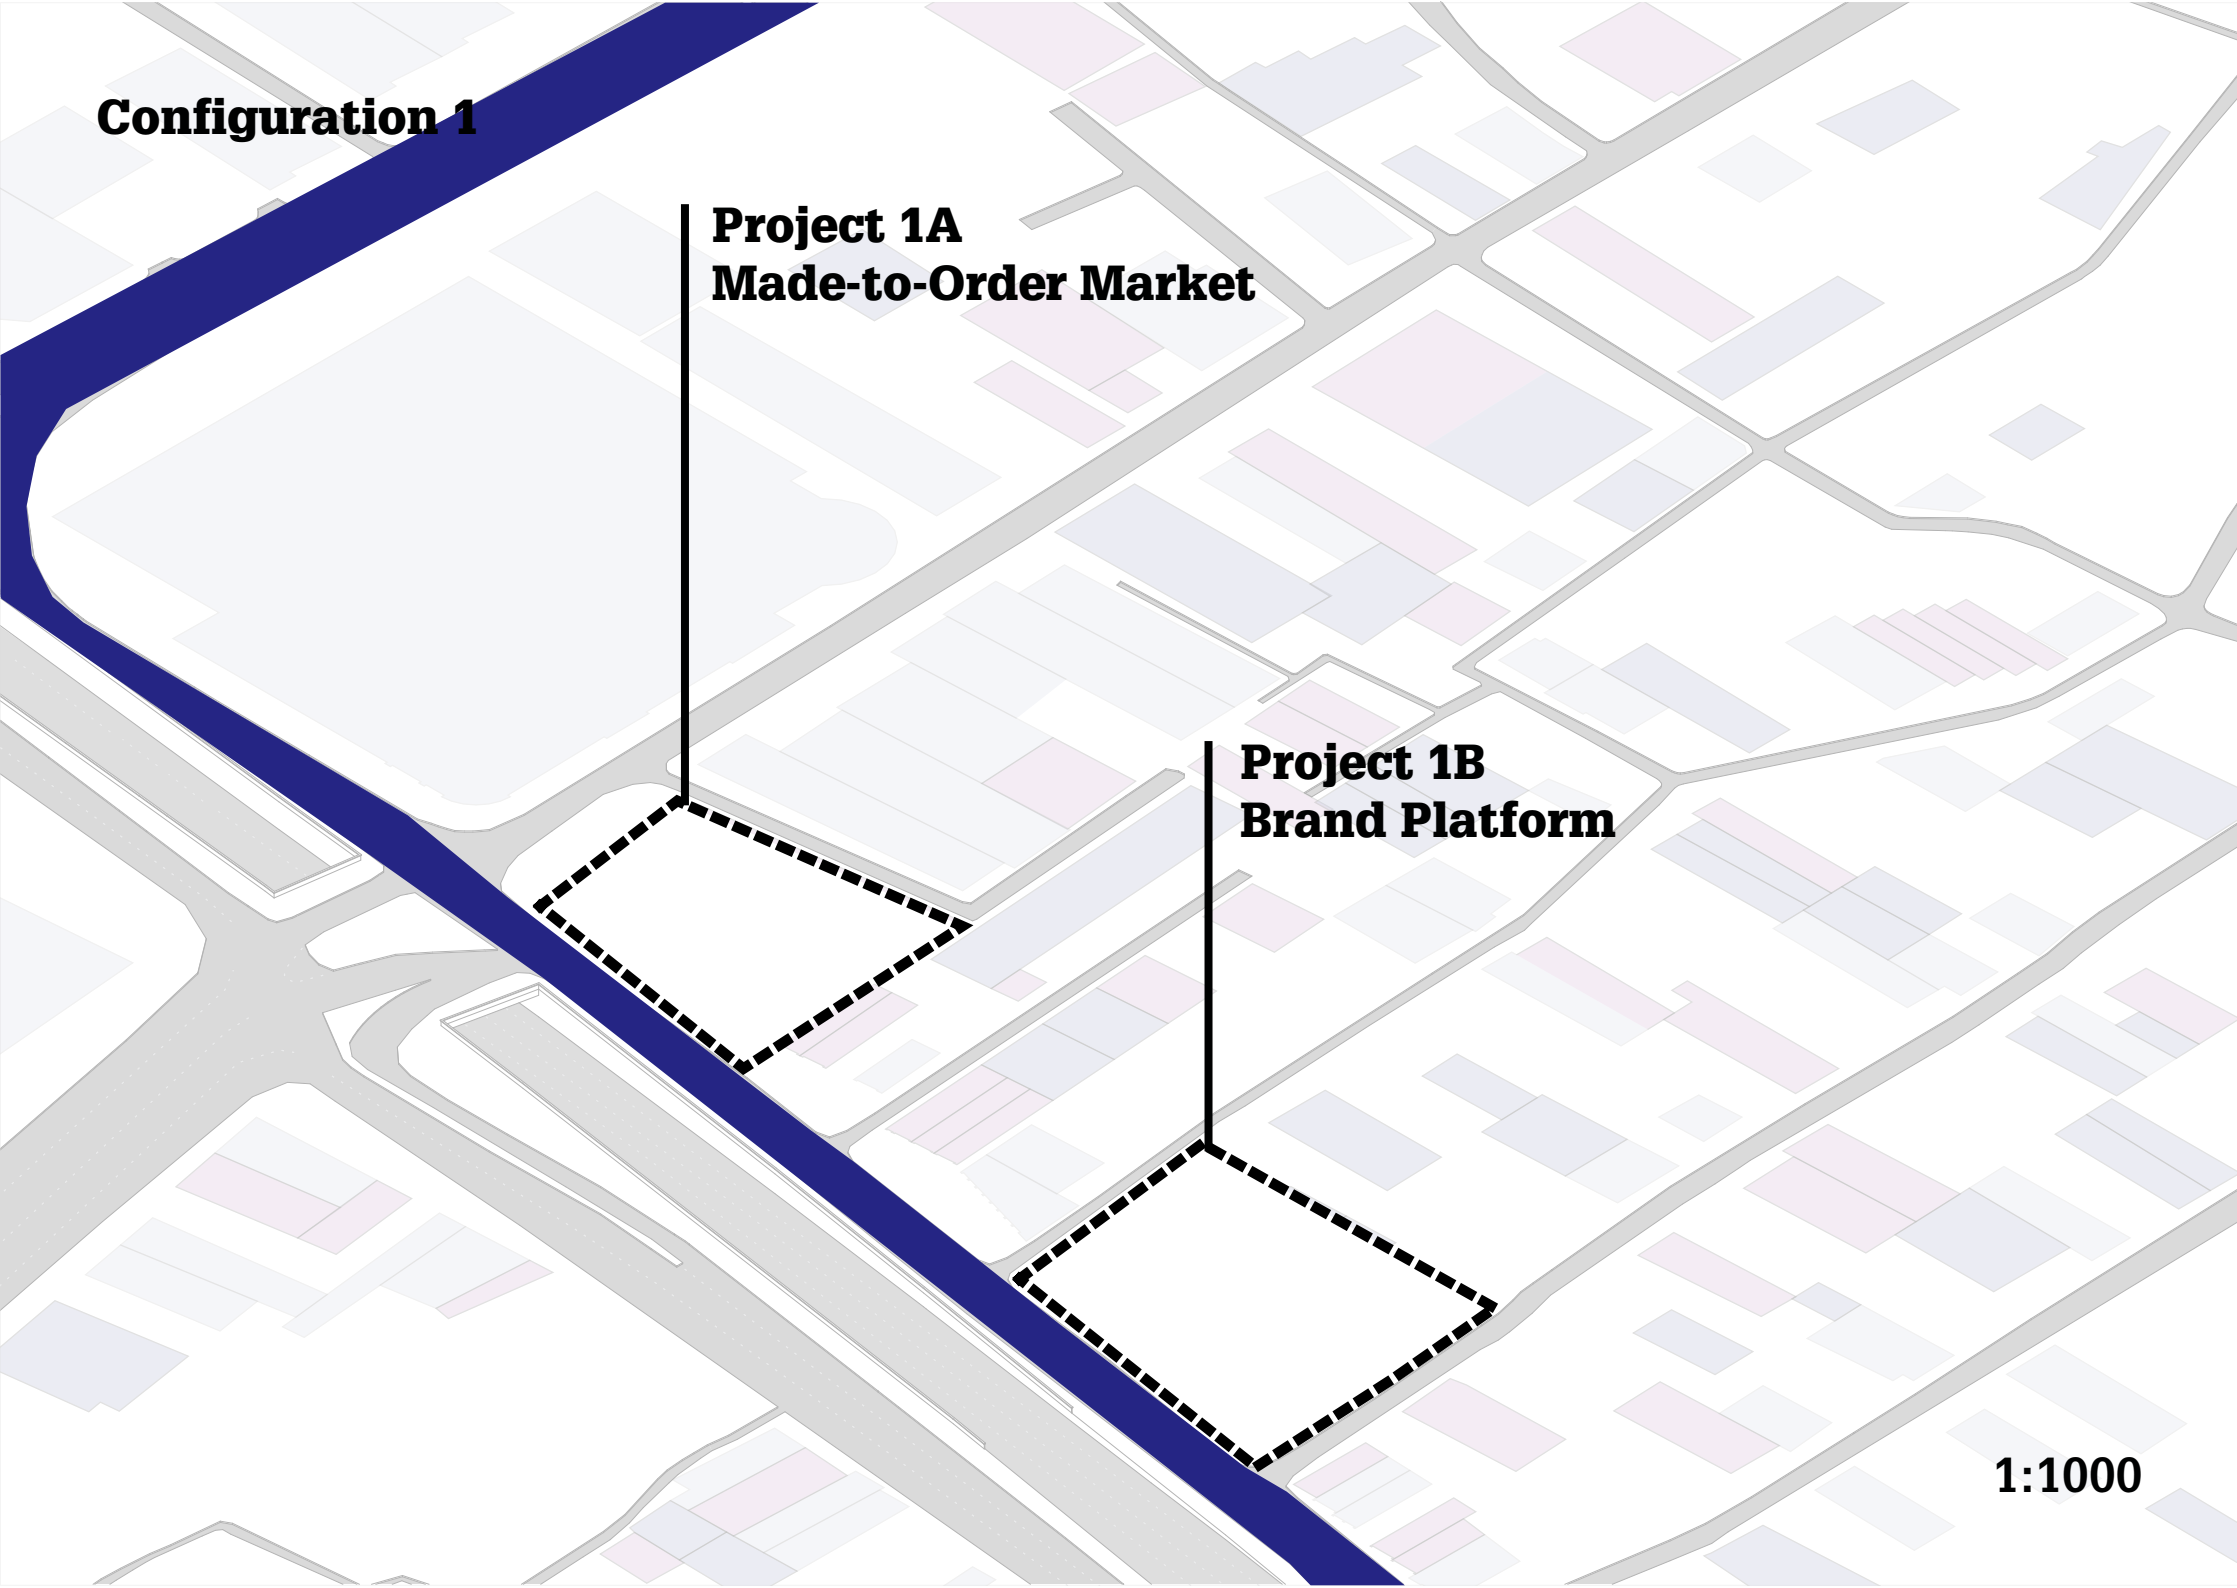 Configuration 1
Project 1A
Made-to-Order Market
Project 1B
Brand Platform
1:1000